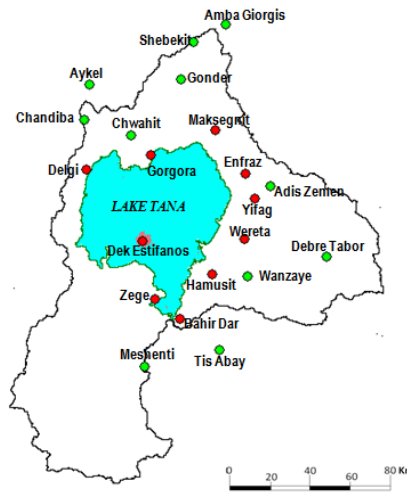 Amba Giorgis
Shebekit
Aykel
Gonder
Chandiba
Chwahit
Maksegnit
Delgi
Gorgora
Enfraz
Adis Zemen
LAKE TANA
Yifag
Wereta
Dek Estifanos
Debre Tabor
Hamusit
Wanzaye
Zege
Bahir Dar
Meshenti
Tis Abay
0 20 40 60 80 Km